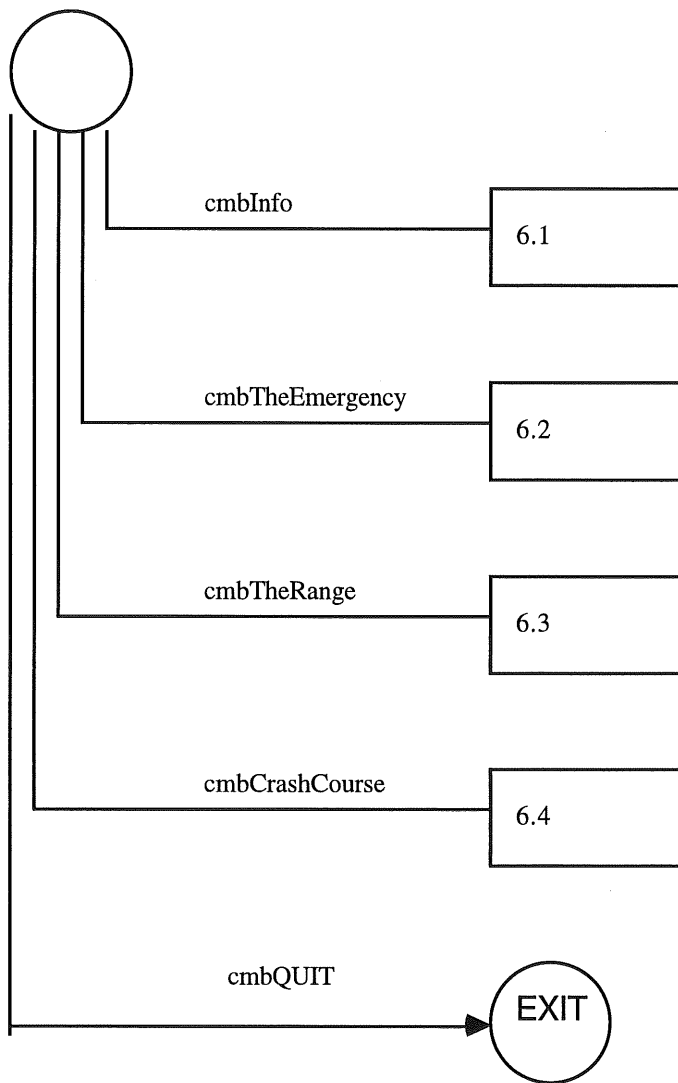 cmbInfo
6.1
cmbTheEmergency
6.2
cmbTheRange
6.3
cmbCrashCourse
6.4
cmbQUIT
EXIT